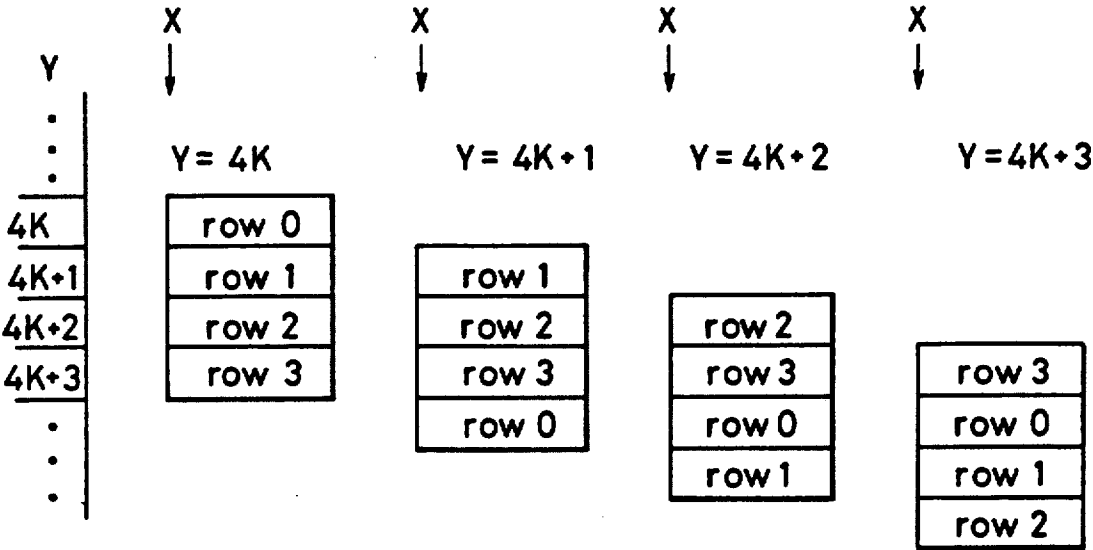 X X X X
Y
Y = 4K Y = 4K+1 Y = 4K+2 Y = 4K+3
4K row 0
4K+1 row 1 row 1
4K+2 row 2 row 2 row 2
4K+3 row 3 row 3 row 3 row 3
row 0 row 0 row 0
row 1 row 1
row 2